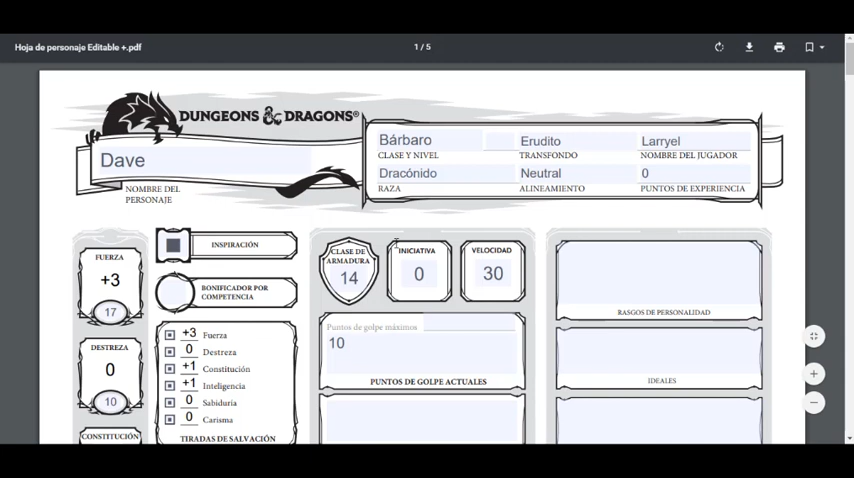 Hoja de personaje Editable +.pdf
1 / 5
DUNGEONS & DRAGONS®
Dave
NOMBRE DEL
PERSONAJE
Bárbaro Erudito Larryel
CLASE Y NIVEL TRANSFONDO NOMBRE DEL JUGADOR
Dracónido Neutral 0
RAZA ALINEAMIENTO PUNTOS DE EXPERIENCIA
FUERZA
+3
17
DESTREZA
0
10
CONSTITUCIÓN
INSPIRACIÓN
BONIFICADOR POR
COMPETENCIA
+3 Fuerza
0 Destreza
+1 Constitución
+1 Inteligencia
0 Sabiduría
0 Carisma
TIRADAS DE SALVACIÓN
CLASE DE
ARMADURA
14
INICIATIVA
0
VELOCIDAD
30
Puntos de golpe máximos
10
PUNTOS DE GOLPE ACTUALES
RASGOS DE PERSONALIDAD
IDEALES